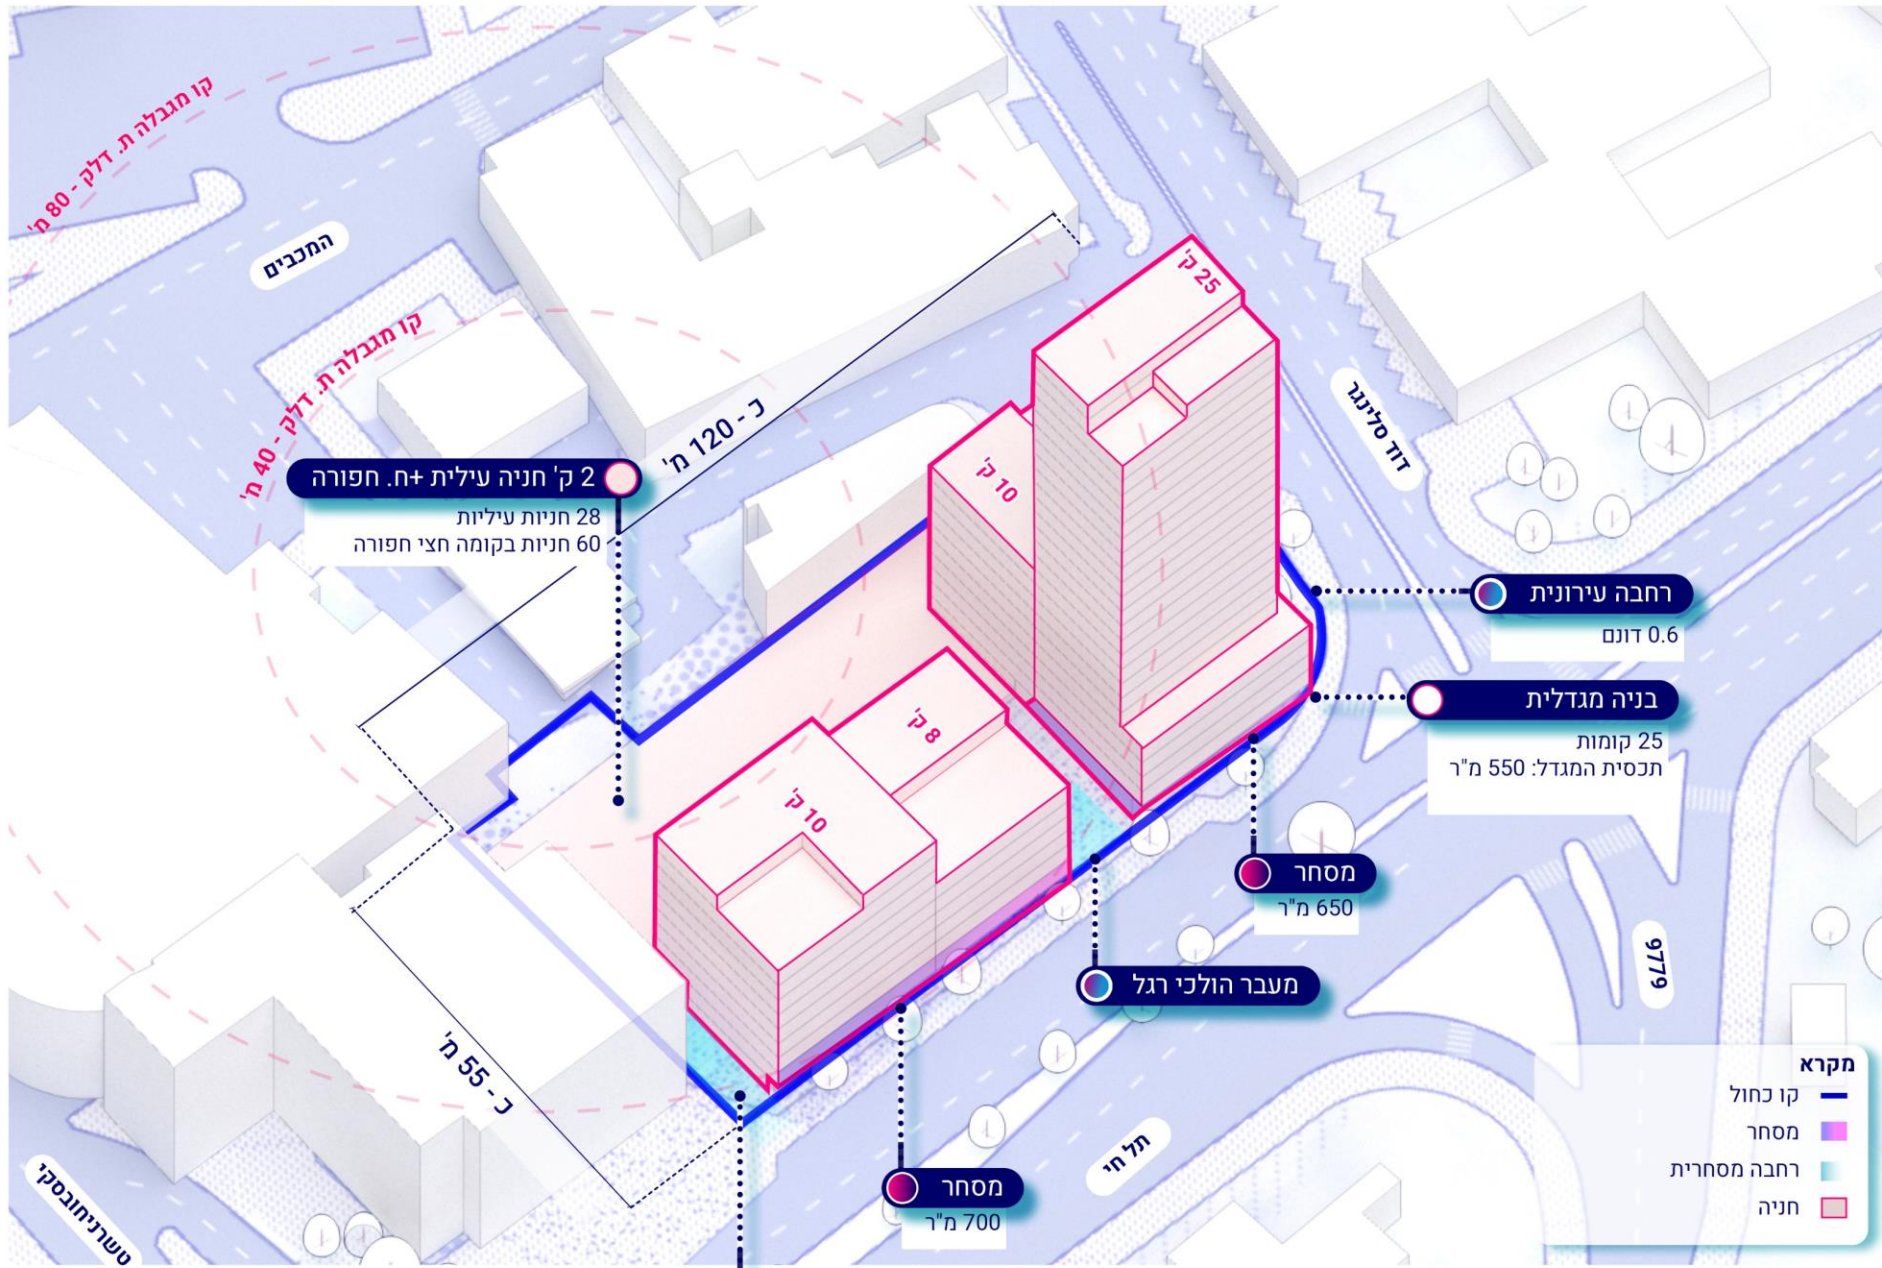 קו מגבלה ת. דלק - 80 מ'
המכבים
קו מגבלה ת. דלק - 40 מ'
25 ק'
דוד סלינגר
כ - 120 מ'
10 ק'
2 ק' חניה עילית +ח. חפורה
28 חניות עיליות
60 חניות בקומה חצי חפורה
רחבה עירונית
0.6 דונם
בניה מגדלית
25 קומות
תכסית המגדל: 550 מ"ר
8 ק'
10 ק'
מסחר
650 מ"ר
מעבר הולכי רגל
9779
כ - 55 מ'
תל חי
מסחר
700 מ"ר
טשרניחובסקי
מקרא
קו כחול
מסחר
רחבה מסחרית
חניה